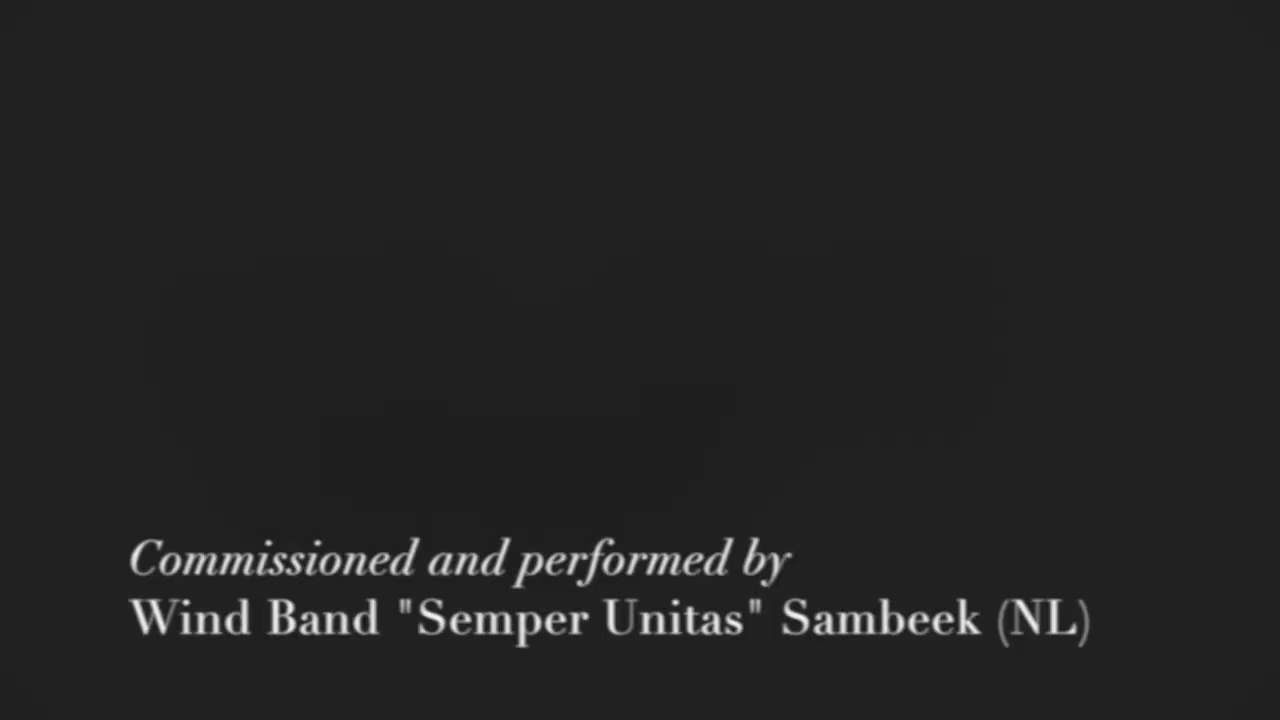 Commissioned and performed by
Wind Band "Semper Unitas" Sambeek (NL)